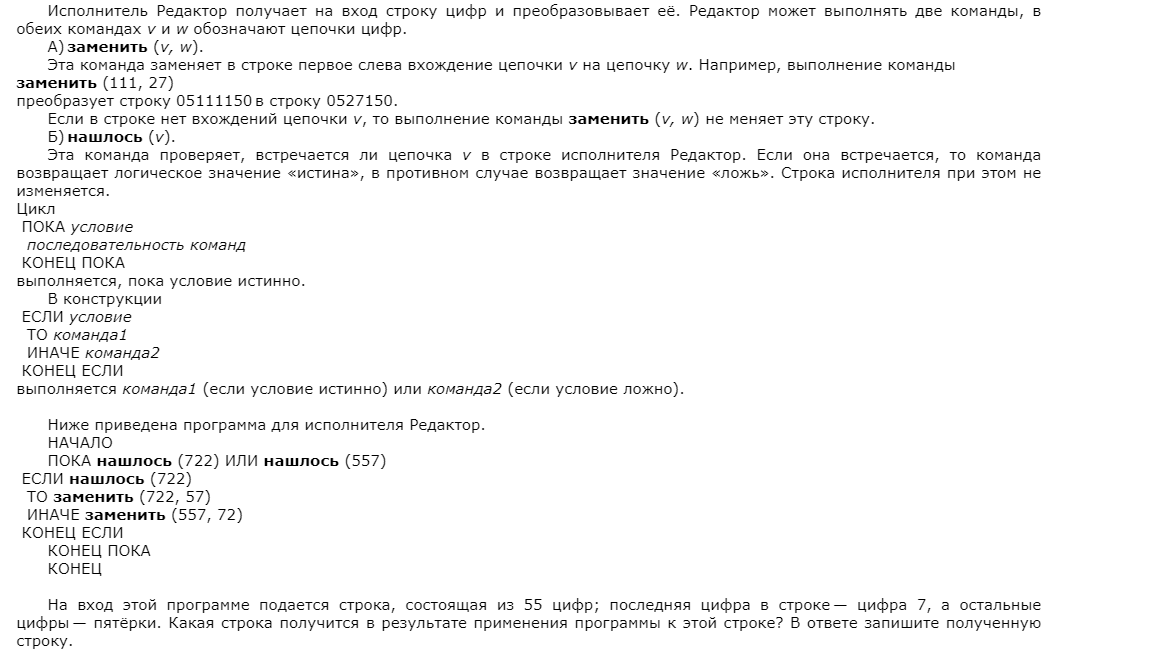 Исполнитель Редактор получает на вход строку цифр и преобразовывает её. Редактор может выполнять две команды, в
обеих командах v и w обозначают цепочки цифр.
А) заменить (v, w).
Эта команда заменяет в строке первое слева вхождение цепочки v на цепочку w. Например, выполнение команды
заменить (111, 27)
преобразует строку 05111150 в строку 0527150.
Если в строке нет вхождений цепочки v, то выполнение команды заменить (v, w) не меняет эту строку.
Б) нашлось (v).
Эта команда проверяет, встречается ли цепочка v в строке исполнителя Редактор. Если она встречается, то команда
возвращает логическое значение «истина», в противном случае возвращает значение «ложь». Строка исполнителя при этом не
изменяется.
Цикл
ПОКА условие
последовательность команд
КОНЕЦ ПОКА
выполняется, пока условие истинно.
В конструкции
ЕСЛИ условие
ТО команда1
ИНАЧЕ команда2
КОНЕЦ ЕСЛИ
выполняется команда1 (если условие истинно) или команда2 (если условие ложно).
Ниже приведена программа для исполнителя Редактор.
НАЧАЛО
ПОКА нашлось (722) ИЛИ нашлось (557)
ЕСЛИ нашлось (722)
ТО заменить (722, 57)
ИНАЧЕ заменить (557, 72)
КОНЕЦ ЕСЛИ
КОНЕЦ ПОКА
КОНЕЦ
На вход этой программе подается строка, состоящая из 55 цифр; последняя цифра в строке — цифра 7, а остальные
цифры — пятёрки. Какая строка получится в результате применения программы к этой строке? В ответе запишите полученную
строку.